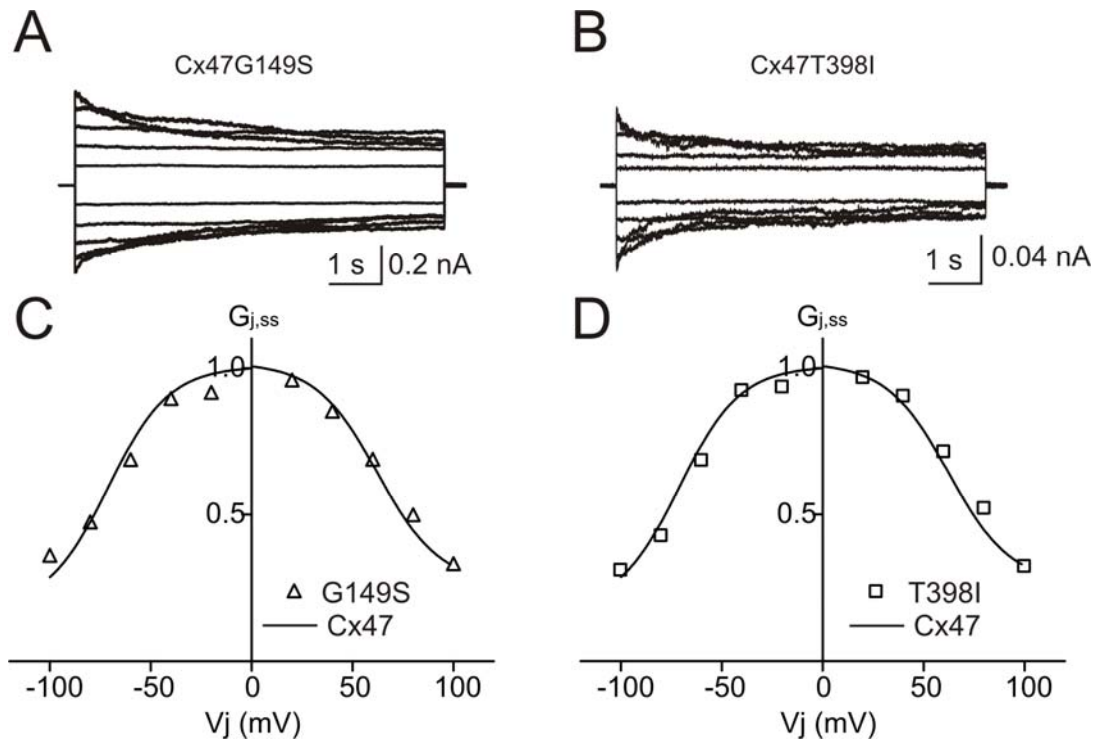 A
Cx47G149S
1 s
0.2 nA
B
Cx47T398I
1 s
0.04 nA
C
Gj,ss
1.0
0.5
G149S
Cx47
-100 -50 0 50 100
Vj (mV)
D
Gj,ss
1.0
0.5
T398I
Cx47
-100 -50 0 50 100
Vj (mV)